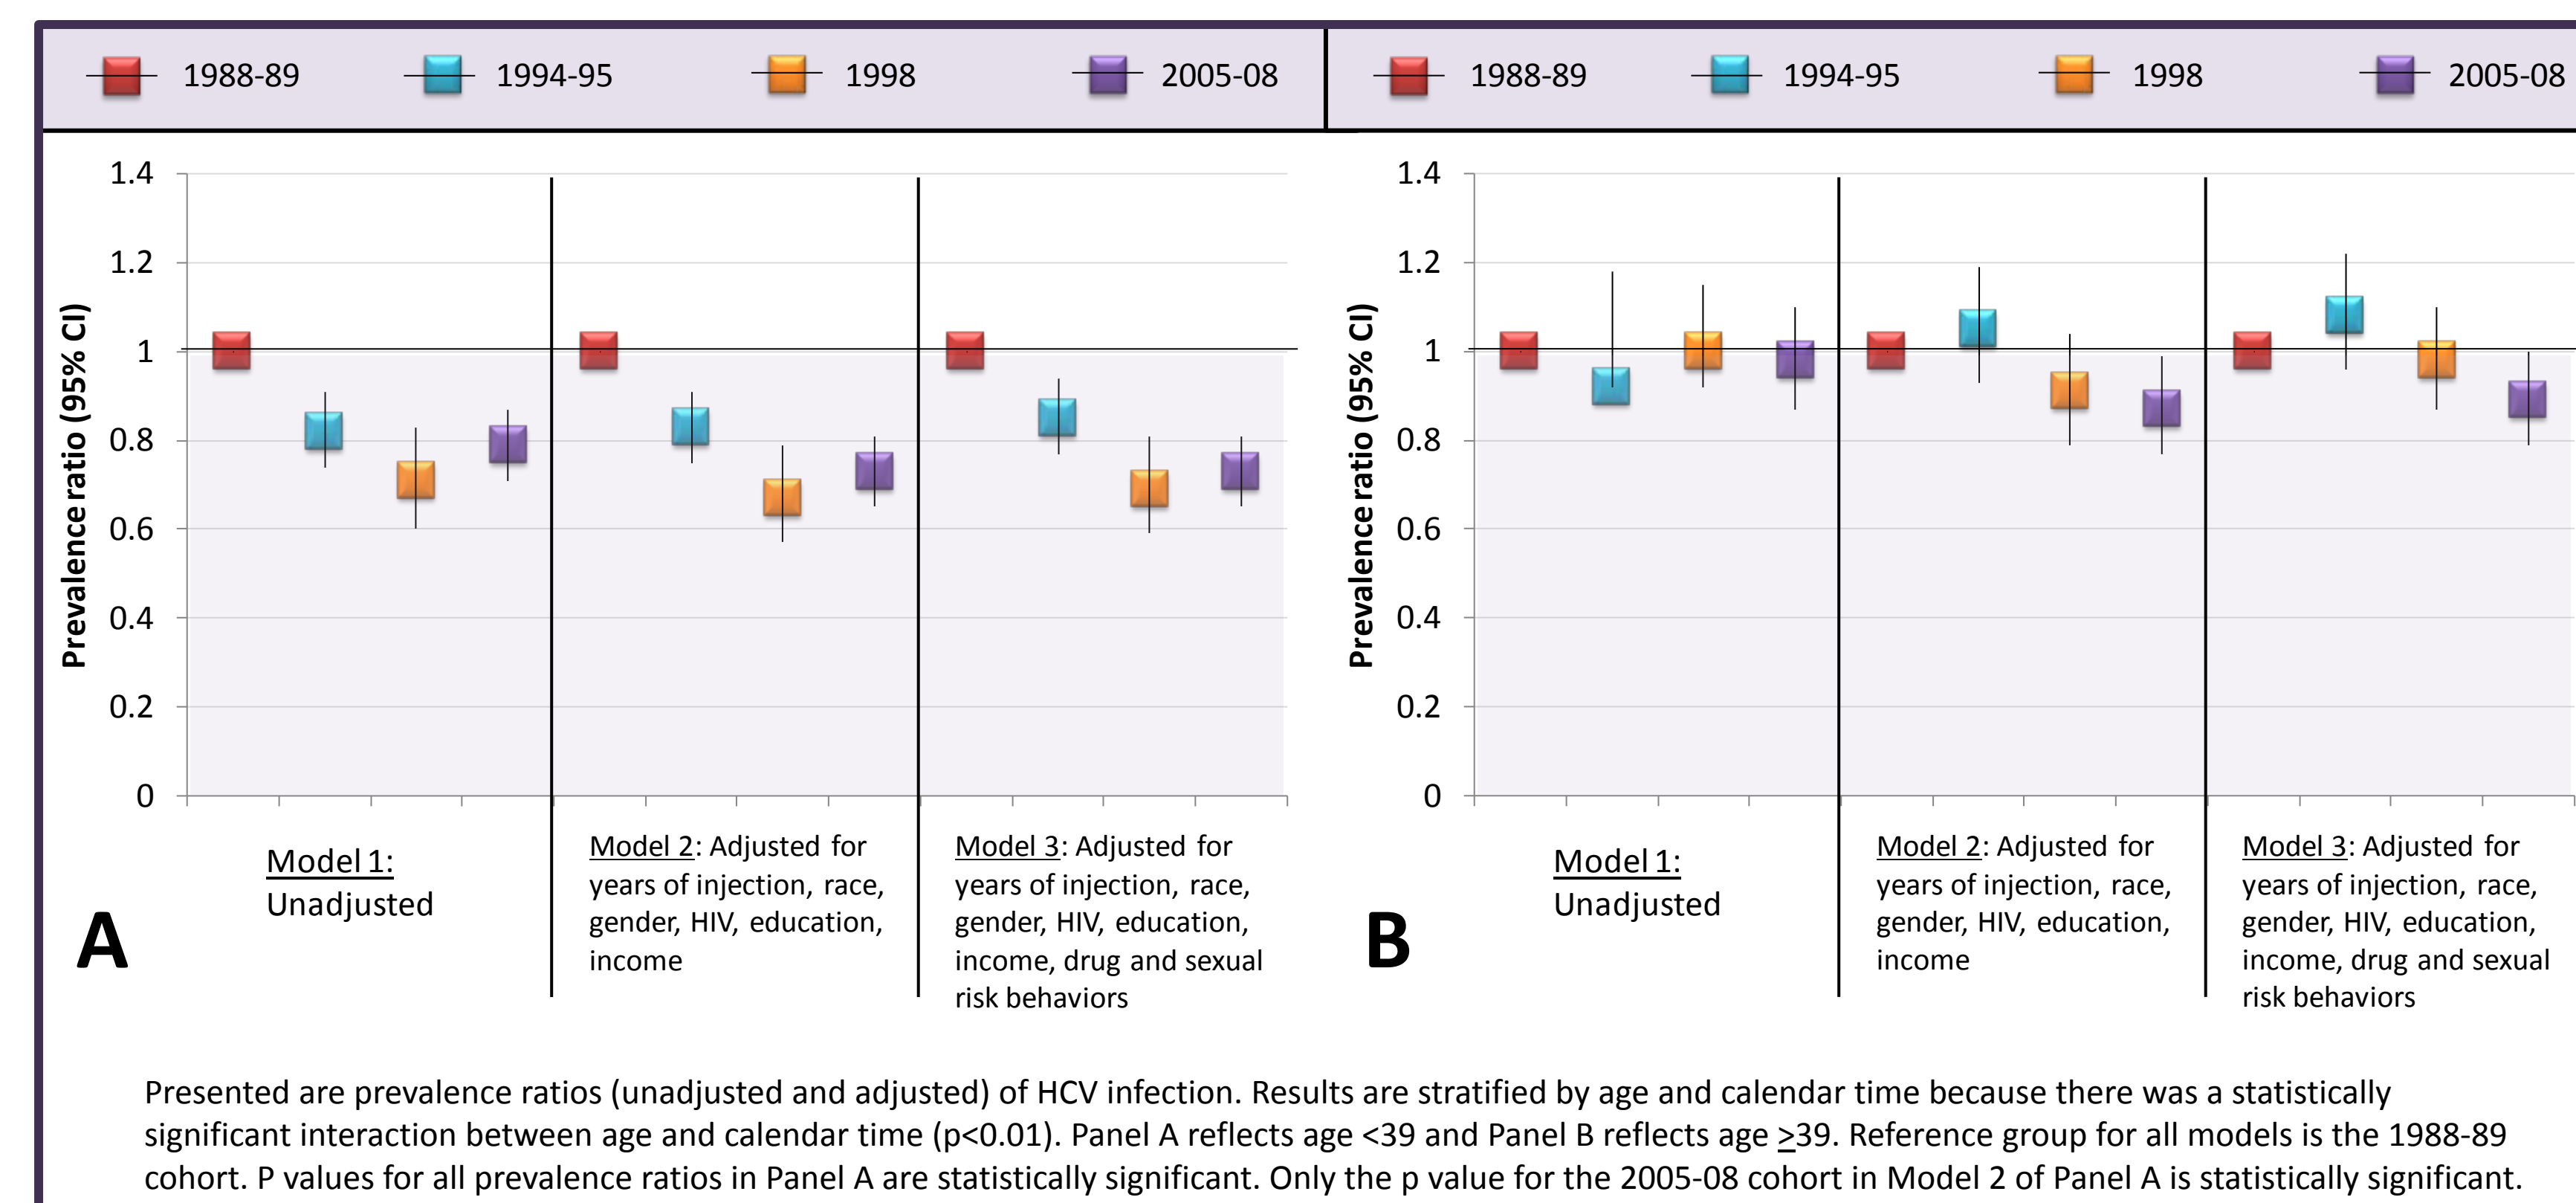 1988-89 1994-95 1998 2005-08
1988-89 1994-95 1998 2005-08
Prevalence ratio (95% CI)
1.4
1.2
1
0.8
0.6
0.4
0.2
0
Model 1:
Unadjusted
Model 2: Adjusted for
years of injection, race,
gender, HIV, education,
income
Model 3: Adjusted for
years of injection, race,
gender, HIV, education,
income, drug and sexual
risk behaviors
A
Prevalence ratio (95% CI)
1.4
1.2
1
0.8
0.6
0.4
0.2
0
Model 1:
Unadjusted
Model 2: Adjusted for
years of injection, race,
gender, HIV, education,
income
Model 3: Adjusted for
years of injection, race,
gender, HIV, education,
income, drug and sexual
risk behaviors
B
Presented are prevalence ratios (unadjusted and adjusted) of HCV infection. Results are stratified by age and calendar time because there was a statistically
significant interaction between age and calendar time (p<0.01). Panel A reflects age <39 and Panel B reflects age ≥39. Reference group for all models is the 1988-89
cohort. P values for all prevalence ratios in Panel A are statistically significant. Only the p value for the 2005-08 cohort in Model 2 of Panel A is statistically significant.